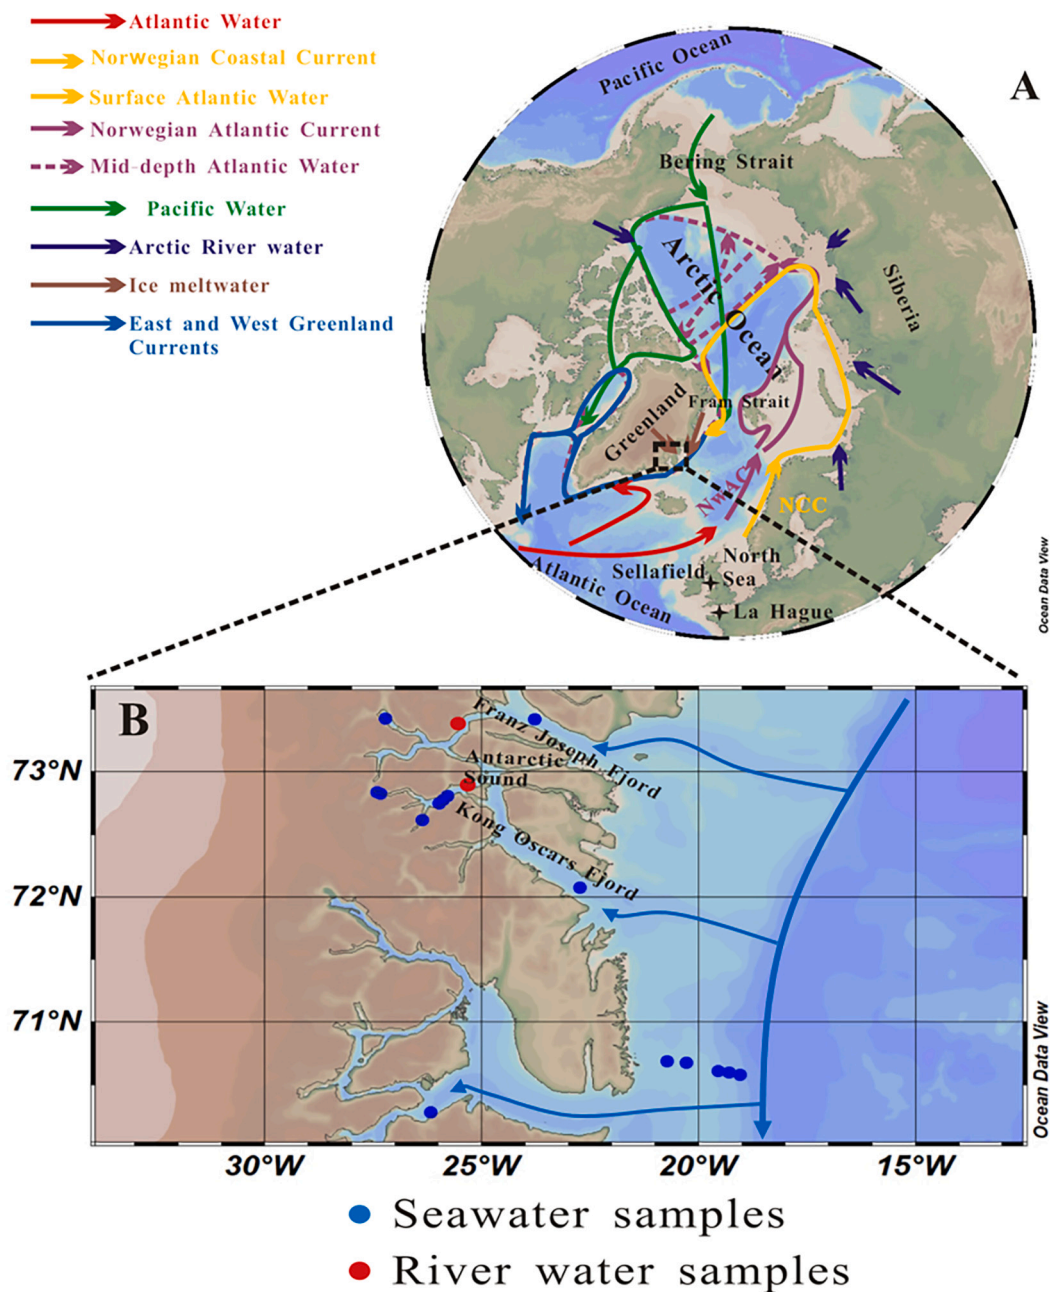 Atlantic Water
Norwegian Coastal Current
Surface Atlantic Water
Norwegian Atlantic Current
Mid-depth Atlantic Water
Pacific Water
Arctic River water
Ice meltwater
East and West Greenland
Currents
A
Pacific Ocean
Bering Strait
Arctic Ocean
Siberia
Fram Strait
Greenland
NwAC
NCC
North
Sea
Sellafield
Atlantic Ocean
La Hague
Ocean Data View
B
Franz Joseph Fjord
Antarctic
Sound
Kong Oscars Fjord
73°N
72°N
71°N
30°W
25°W
20°W
15°W
Ocean Data View
Seawater samples
River water samples